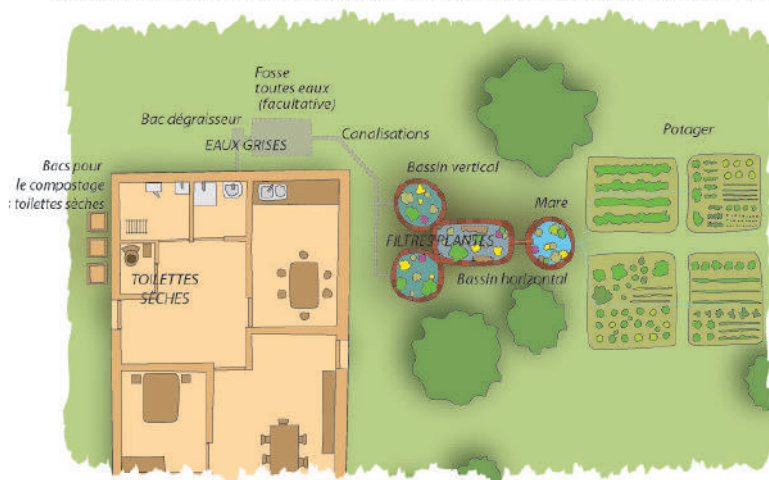 Fosse
toutes eaux
(facultative)
Bac dégraisseur
EAUX GRISES
Canalisations
Potager
Bacs pour
le compostage
: toilettes sèches
Bassin vertical
Mare
FILTRES PLANTES
TOILETTES
SÈCHES
Bassin horizontal